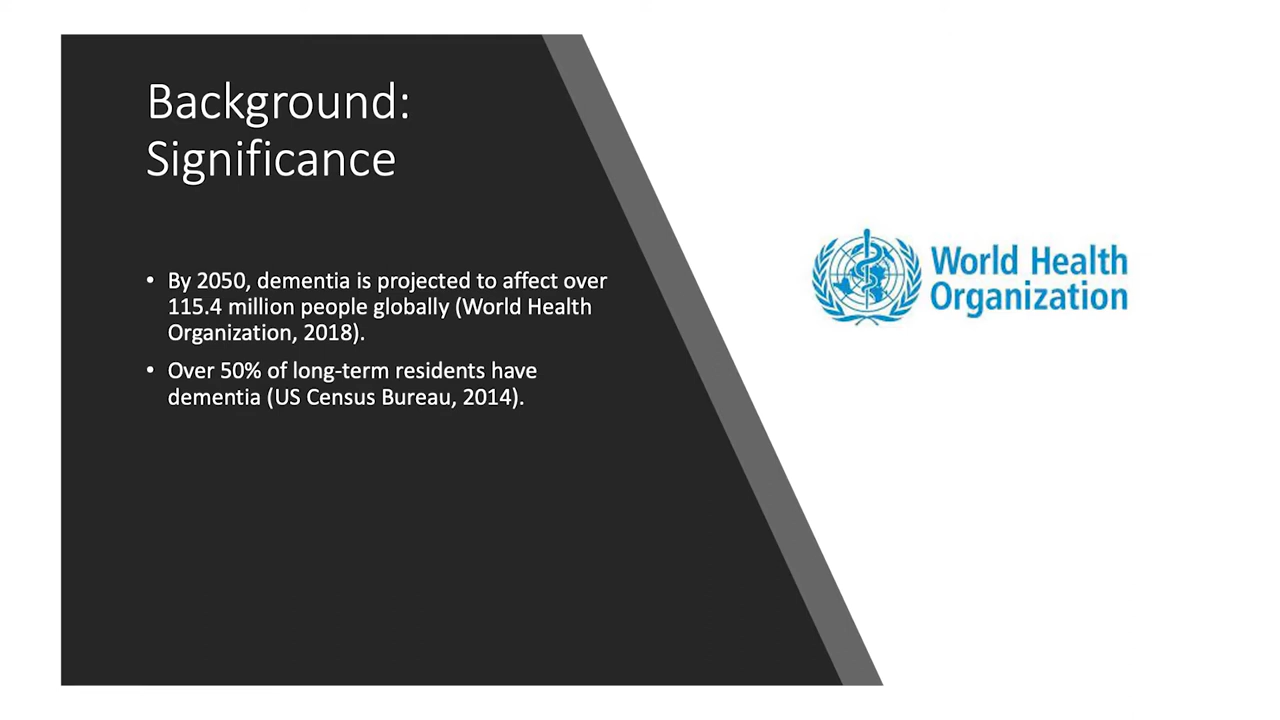 Background:
Significance
• By 2050, dementia is projected to affect over
115.4 million people globally (World Health
Organization, 2018).
• Over 50% of long-term residents have
dementia (US Census Bureau, 2014).
World Health
Organization